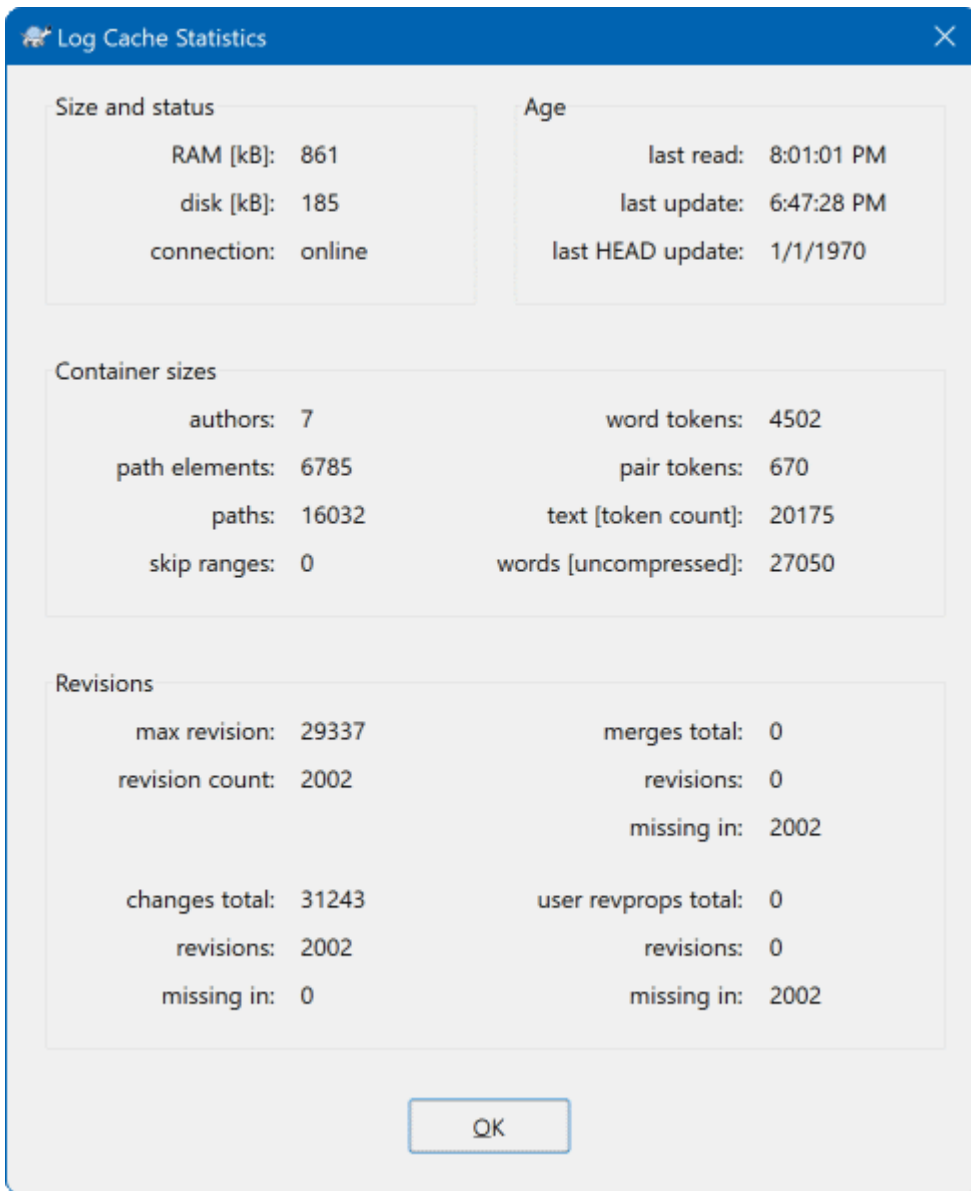 Log Cache Statistics
Size and status
RAM [kB]: 861
disk [kB]: 185
connection: online
Age
last read: 8:01:01 PM
last update: 6:47:28 PM
last HEAD update: 1/1/1970
Container sizes
authors: 7
path elements: 6785
paths: 16032
skip ranges: 0
word tokens: 4502
pair tokens: 670
text [token count]: 20175
words [uncompressed]: 27050
Revisions
max revision: 29337
revision count: 2002
merges total: 0
revisions: 0
missing in: 2002
changes total: 31243
revisions: 2002
missing in: 0
user revprops total: 0
revisions: 0
missing in: 2002
OK